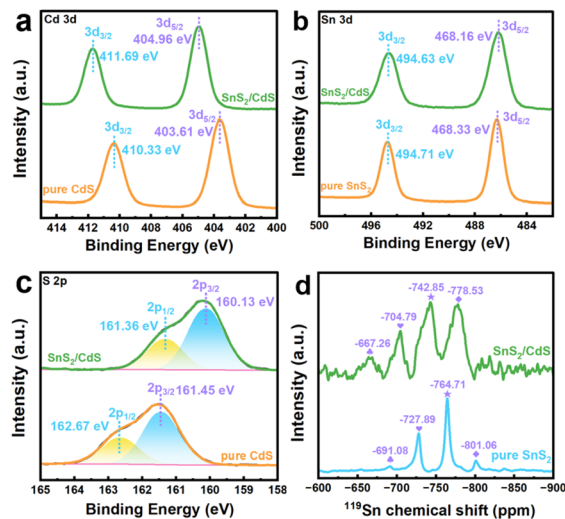 a
Cd 3d
3d3/2
411.69 eV
3d5/2
404.96 eV
SnS2/CdS
3d3/2
410.33 eV
3d5/2
403.61 eV
pure CdS
Intensity (a.u.)
414 412 410 408 406 404 402 400
Binding Energy (eV)
b
Sn 3d
3d3/2
494.63 eV
468.16 eV
3d5/2
SnS2/CdS
3d3/2
494.71 eV
468.33 eV
3d5/2
pure SnS2
Intensity (a.u.)
500 496 492 488 484
Binding Energy (eV)
c
S 2p
2p1/2
161.36 eV
2p3/2
160.13 eV
SnS2/CdS
2p1/2
162.67 eV
2p3/2 161.45 eV
pure CdS
Intensity (a.u.)
165 164 163 162 161 160 159 158
Binding Energy (eV)
d
-667.26
-704.79
-742.85
-778.53
SnS2/CdS
-691.08
-727.89
-764.71
-801.06
pure SnS2
Intensity (a.u.)
−600 −650 −700 −750 −800 −850 −900
119Sn chemical shift (ppm)